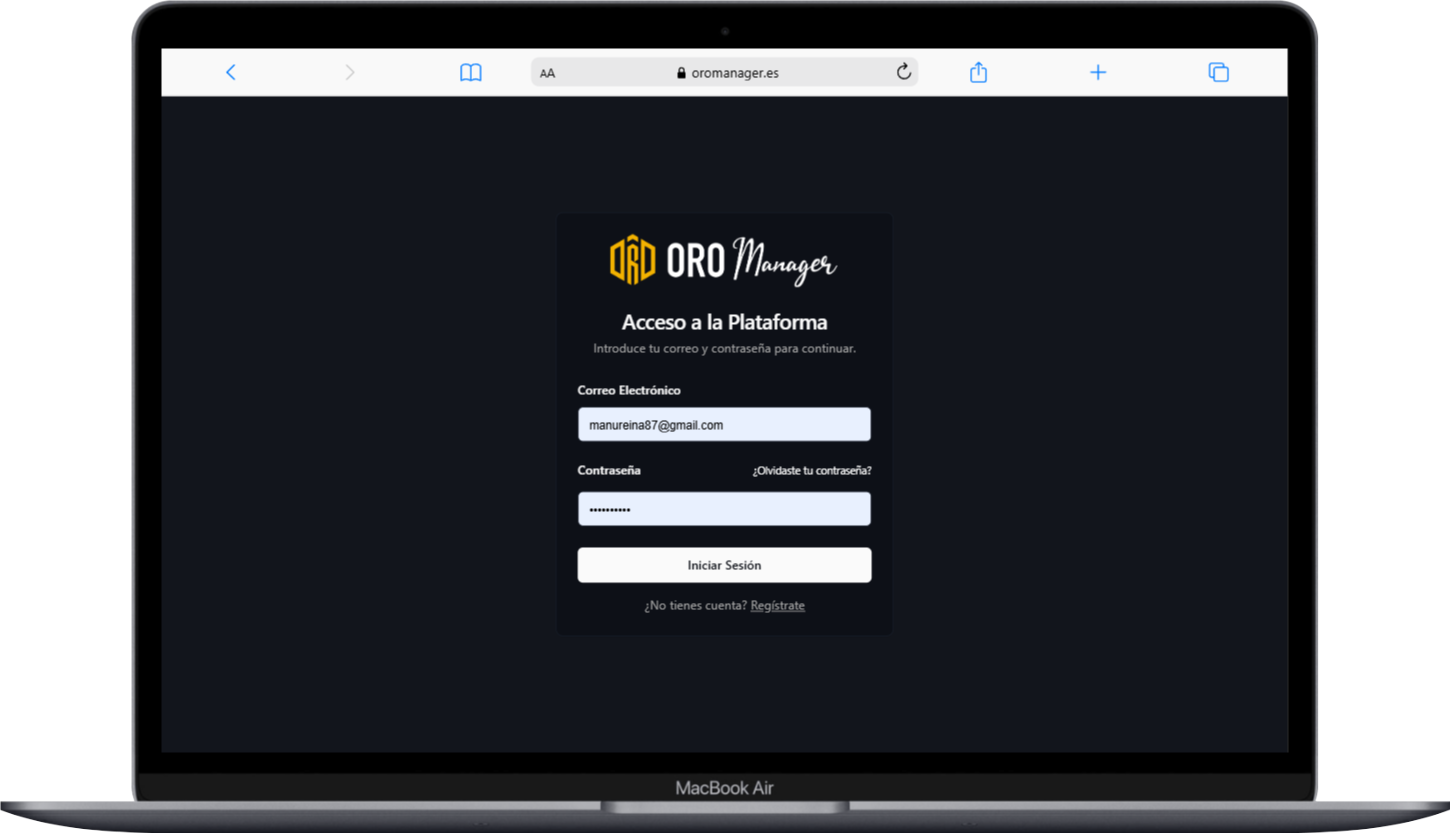 AA oromanager.es
ORO Manager
Acceso a la Plataforma
Introduce tu correo y contraseña para continuar.
Correo Electrónico
manureina87@gmail.com
Contraseña ¿Olvidaste tu contraseña?
••••••••••
Iniciar Sesión
¿No tienes cuenta? Regístrate
MacBook Air